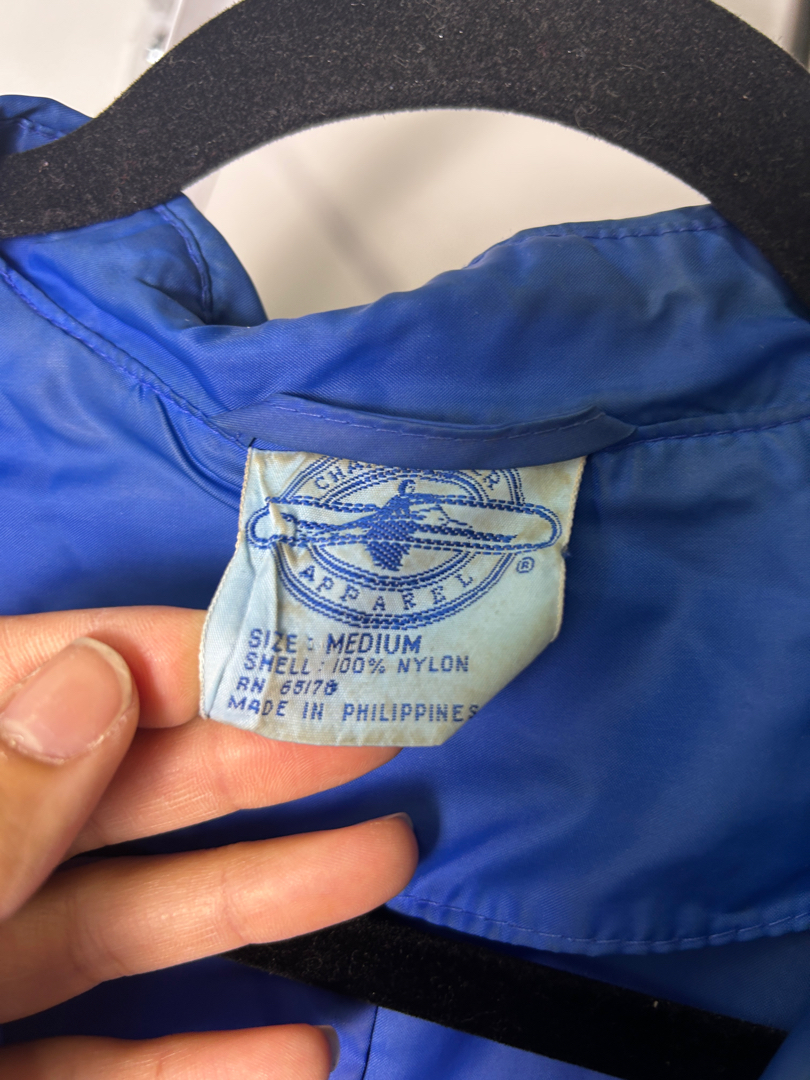 APPAREL
®
SIZE : MEDIUM
SHELL : 100% NYLON
RN 65178
MADE IN PHILIPPINES